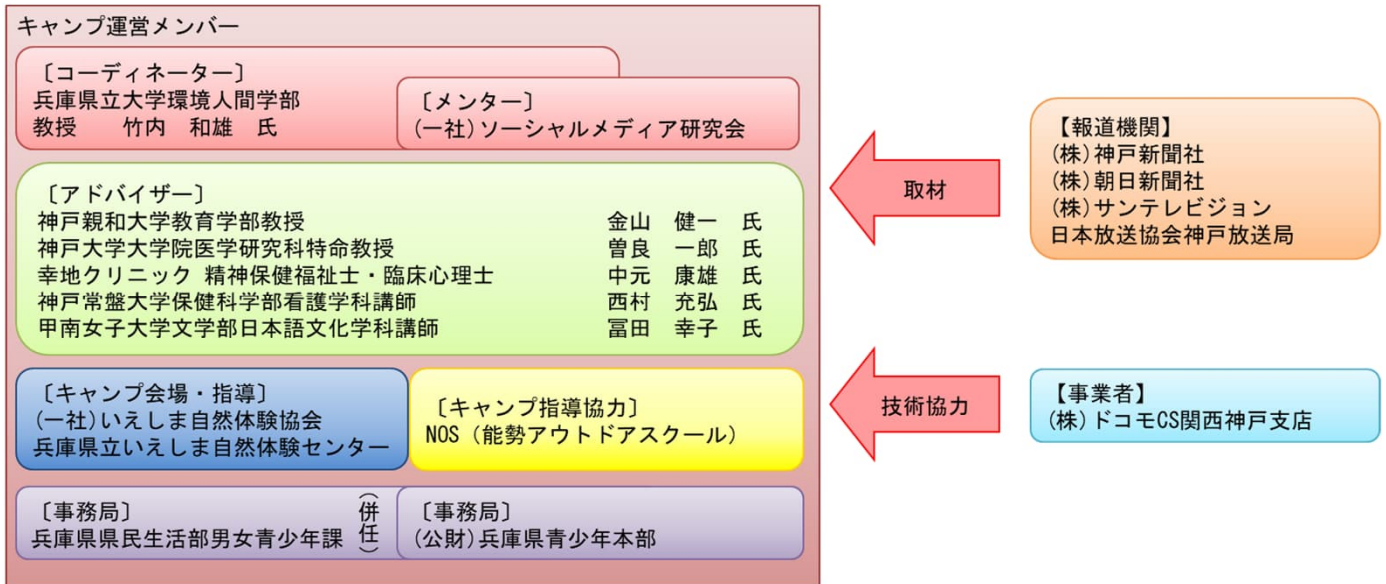 キャンプ運営メンバー
〔コーディネーター〕
兵庫県立大学環境人間学部
教授　竹内　和雄　氏
〔メンター〕
(一社)ソーシャルメディア研究会
〔アドバイザー〕
神戸親和大学教育学部教授　金山　健一　氏
神戸大学大学院医学研究科特命教授　曽良　一郎　氏
幸地クリニック 精神保健福祉士・臨床心理士　中元　康雄　氏
神戸常盤大学保健科学部看護学科講師　西村　充弘　氏
甲南女子大学文学部日本語文化学科講師　冨田　幸子　氏
〔キャンプ会場・指導〕
(一社)いえしま自然体験協会
兵庫県立いえしま自然体験センター
〔キャンプ指導協力〕
NOS（能勢アウトドアスクール）
〔事務局〕
兵庫県県民生活部男女青少年課
（併任）
〔事務局〕
(公財)兵庫県青少年本部
取材
【報道機関】
(株)神戸新聞社
(株)朝日新聞社
(株)サンテレビジョン
日本放送協会神戸放送局
技術協力
【事業者】
(株)ドコモCS関西神戸支店